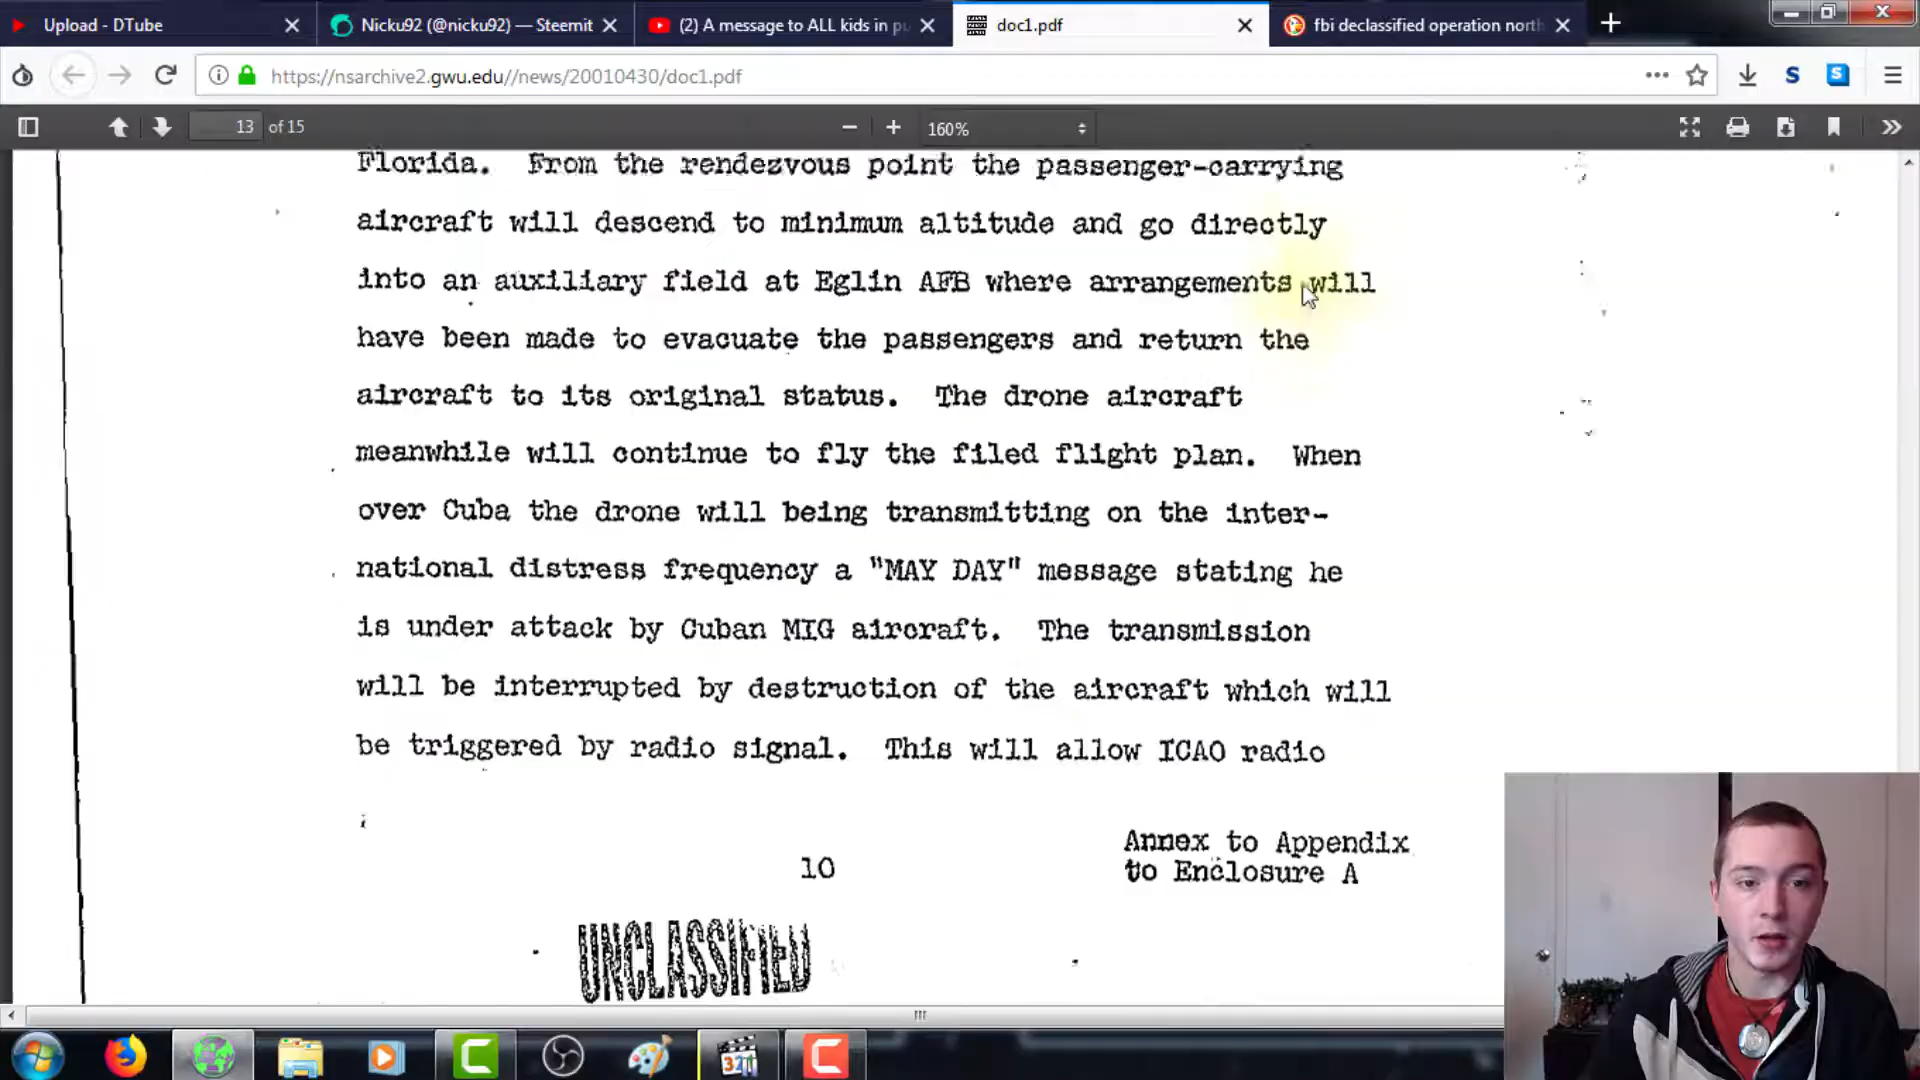 Upload - DTube
Nicku92 (@nicku92) — Steemit
(2) A message to ALL kids in pu
doc1.pdf
fbi declassified operation north
https://nsarchive2.gwu.edu//news/20010430/doc1.pdf
S
S
13 of 15
160%
Florida. From the rendezvous point the passenger-carrying
aircraft will descend to minimum altitude and go directly
into an auxiliary field at Eglin AFB where arrangements will
have been made to evacuate the passengers and return the
aircraft to its original status. The drone aircraft
meanwhile will continue to fly the filed flight plan. When
over Cuba the drone will being transmitting on the inter-
national distress frequency a "MAY DAY" message stating he
is under attack by Cuban MIG aircraft. The transmission
will be interrupted by destruction of the aircraft which will
be triggered by radio signal. This will allow ICAO radio
10
Annex to Appendix
to Enclosure A
UNCLASSIFIED
321